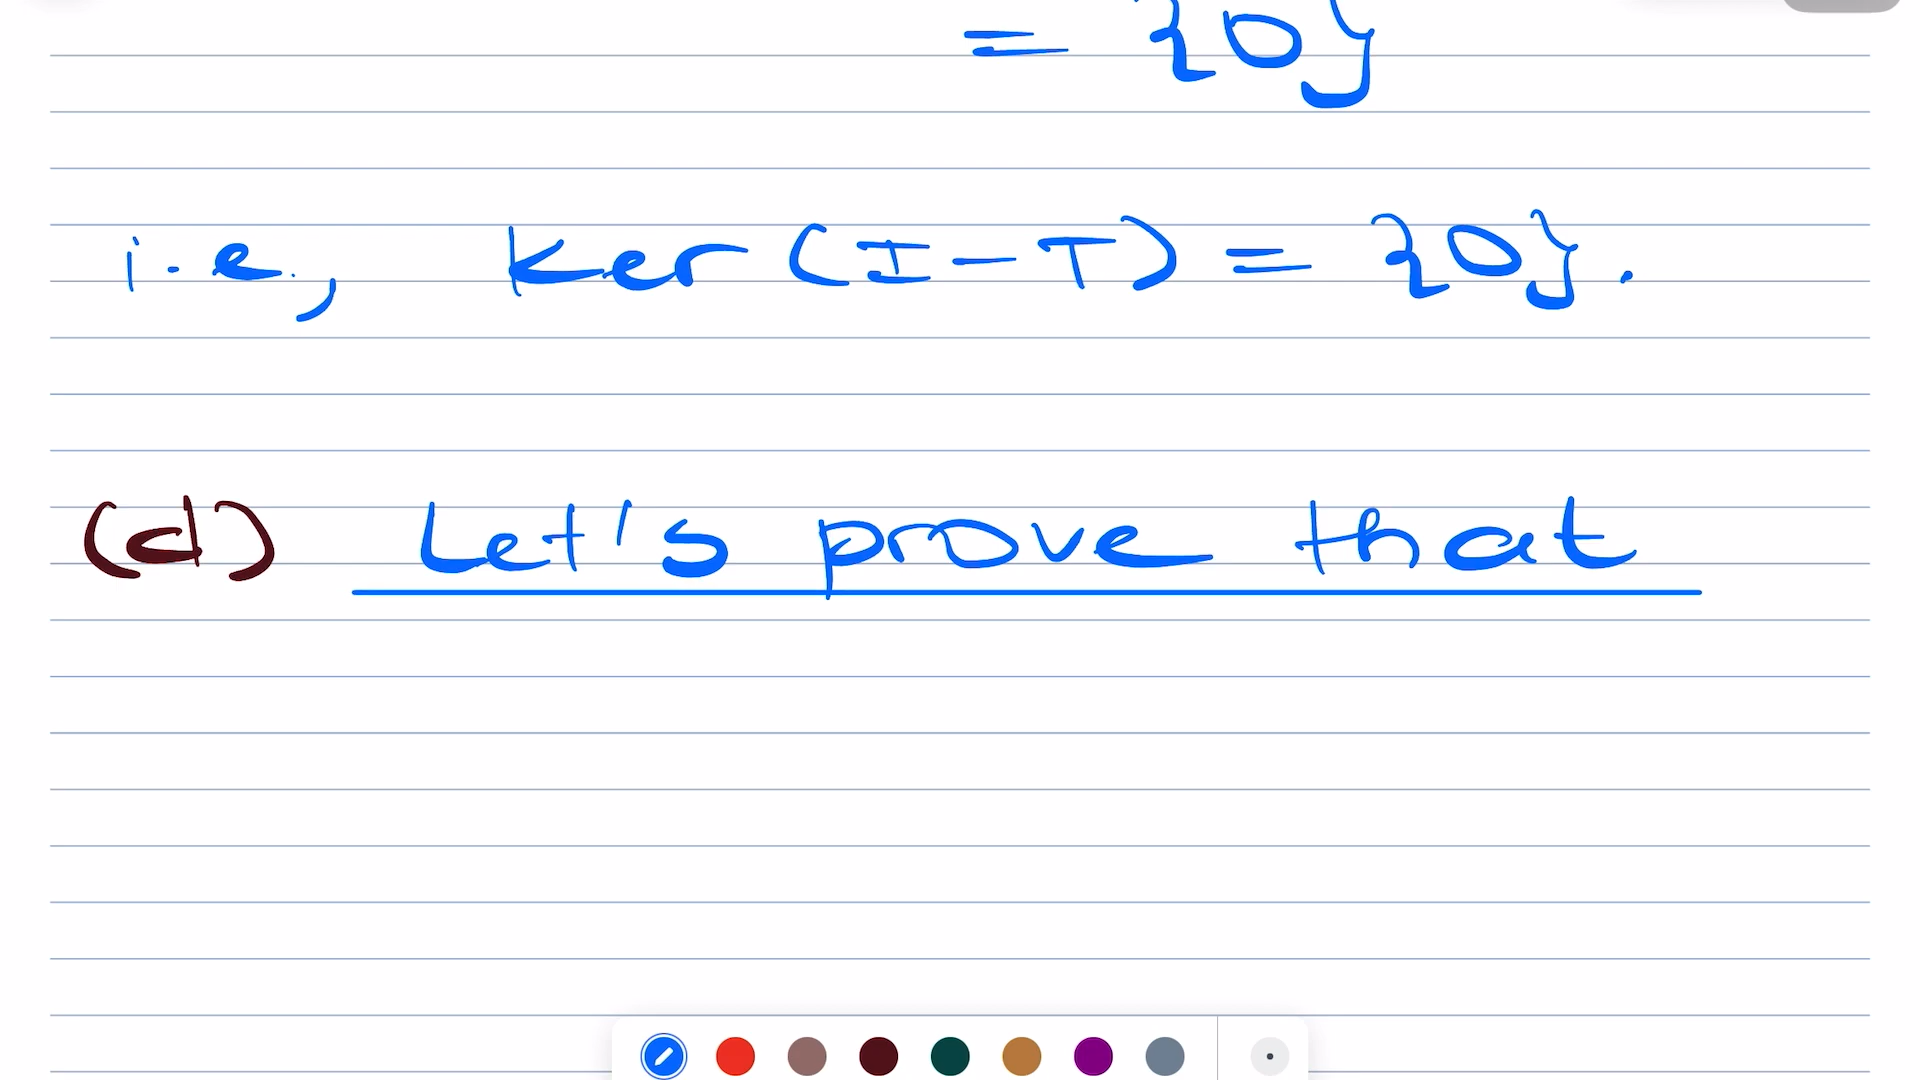 = {0}
i.e., ker(I-T) = {0}.
(d) Let's prove that